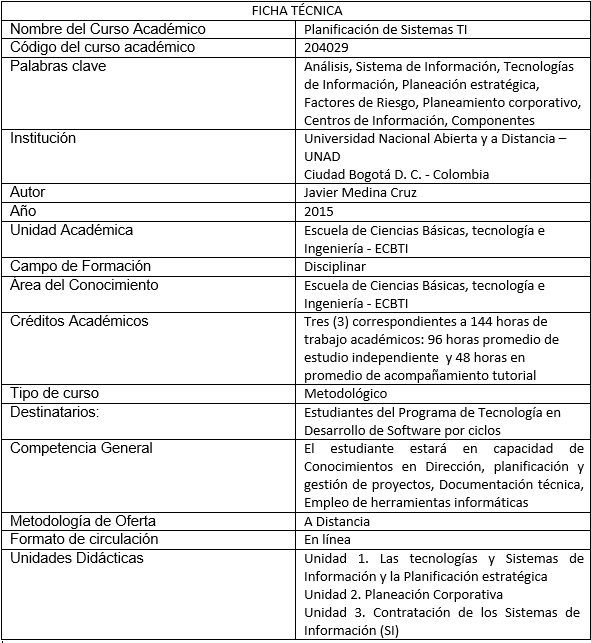 FICHA TÉCNICA
Nombre del Curso Académico
Planificación de Sistemas TI
Código del curso académico
204029
Palabras clave
Análisis, Sistema de Información, Tecnologías
de Información, Planeación estratégica,
Factores de Riesgo, Planeamiento corporativo,
Centros de Información, Componentes
Institución
Universidad Nacional Abierta y a Distancia –
UNAD
Ciudad Bogotá D. C. - Colombia
Autor
Javier Medina Cruz
Año
2015
Unidad Académica
Escuela de Ciencias Básicas, tecnología e
Ingeniería - ECBTI
Campo de Formación
Disciplinar
Área del Conocimiento
Escuela de Ciencias Básicas, tecnología e
Ingeniería - ECBTI
Créditos Académicos
Tres (3) correspondientes a 144 horas de
trabajo académicos: 96 horas promedio de
estudio independiente y 48 horas en
promedio de acompañamiento tutorial
Tipo de curso
Metodológico
Destinatarios:
Estudiantes del Programa de Tecnología en
Desarrollo de Software por ciclos
Competencia General
El estudiante estará en capacidad de
Conocimientos en Dirección, planificación y
gestión de proyectos, Documentación técnica,
Empleo de herramientas informáticas
Metodología de Oferta
A Distancia
Formato de circulación
En línea
Unidades Didácticas
Unidad 1. Las tecnologías y Sistemas de
Información y la Planificación estratégica
Unidad 2. Planeación Corporativa
Unidad 3. Contratación de los Sistemas de
Información (SI)